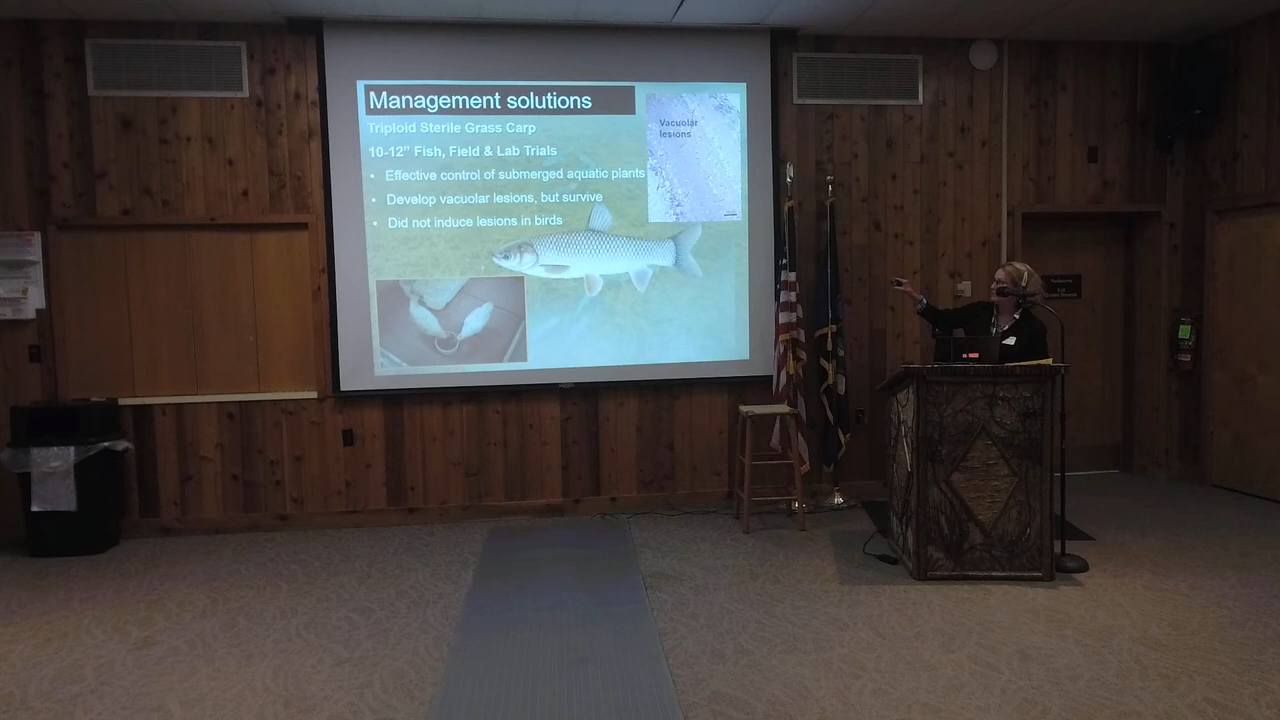 Management solutions
Triploid Sterile Grass Carp
10-12” Fish, Field & Lab Trials
• Effective control of submerged aquatic plants
• Develop vacuolar lesions, but survive
• Did not induce lesions in birds
Vacuolar
lesions